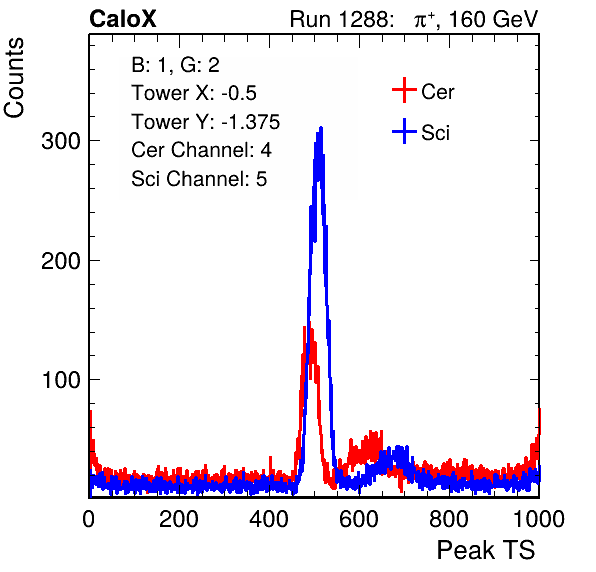 CaloX Run 1288: π⁺, 160 GeV
Counts
B: 1, G: 2
Tower X: -0.5
Tower Y: -1.375
Cer Channel: 4
Sci Channel: 5
Cer
Sci
300
200
100
0 200 400 600 800 1000
Peak TS